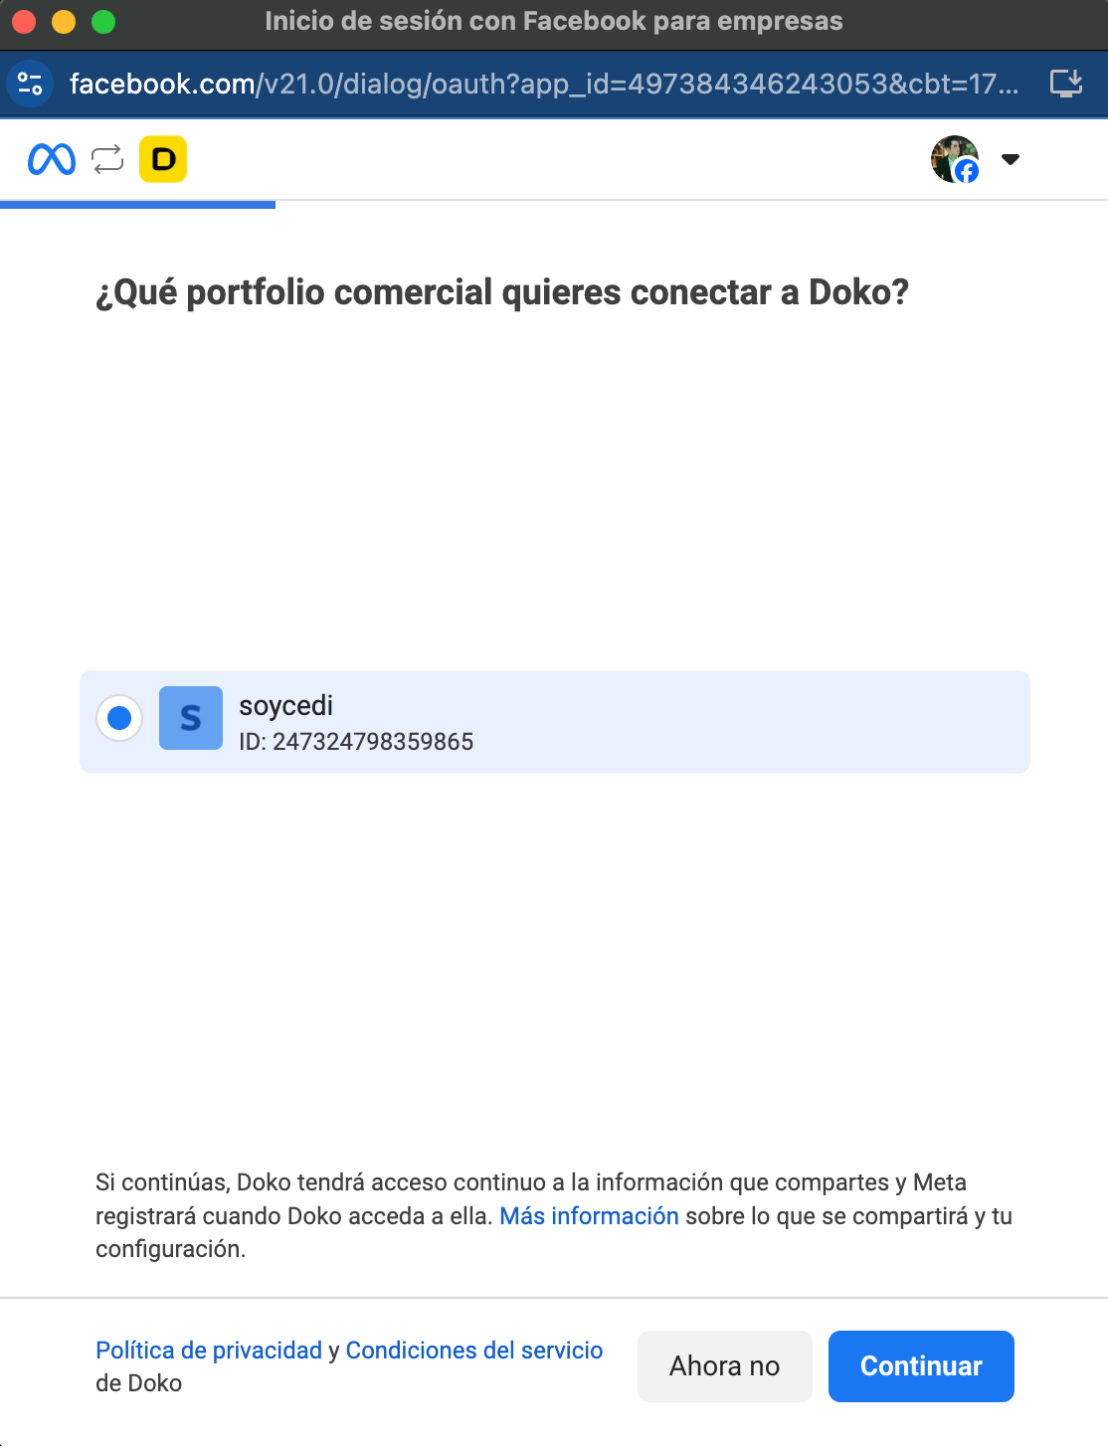 Inicio de sesión con Facebook para empresas
facebook.com/v21.0/dialog/oauth?app_id=497384346243053&cbt=17...
D
¿Qué portfolio comercial quieres conectar a Doko?
S
soycedi
ID: 247324798359865
Si continúas, Doko tendrá acceso continuo a la información que compartes y Meta
registrará cuando Doko acceda a ella. Más información sobre lo que se compartirá y tu
configuración.
Política de privacidad y Condiciones del servicio
de Doko
Ahora no
Continuar